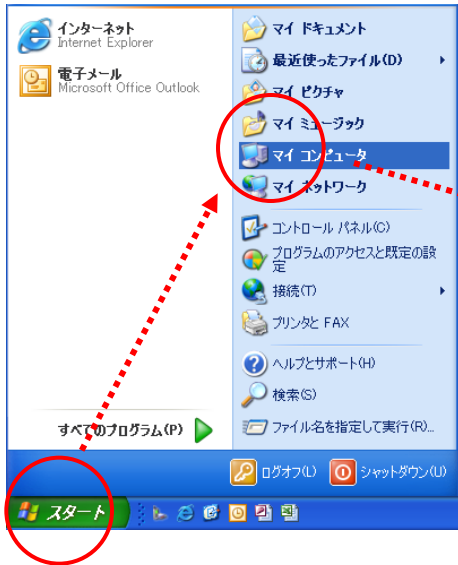 インターネット
Internet Explorer
電子メール
Microsoft Office Outlook
すべてのプログラム(P)
マイ ドキュメント
最近使ったファイル(D)
マイ ピクチャ
マイ ミュージック
マイ コンピュータ
マイ ネットワーク
コントロール パネル(C)
プログラムのアクセスと既定の設
定
接続(T)
プリンタと FAX
ヘルプとサポート(H)
検索(S)
ファイル名を指定して実行(R)...
ログオフ(L)
シャットダウン(U)
スタート